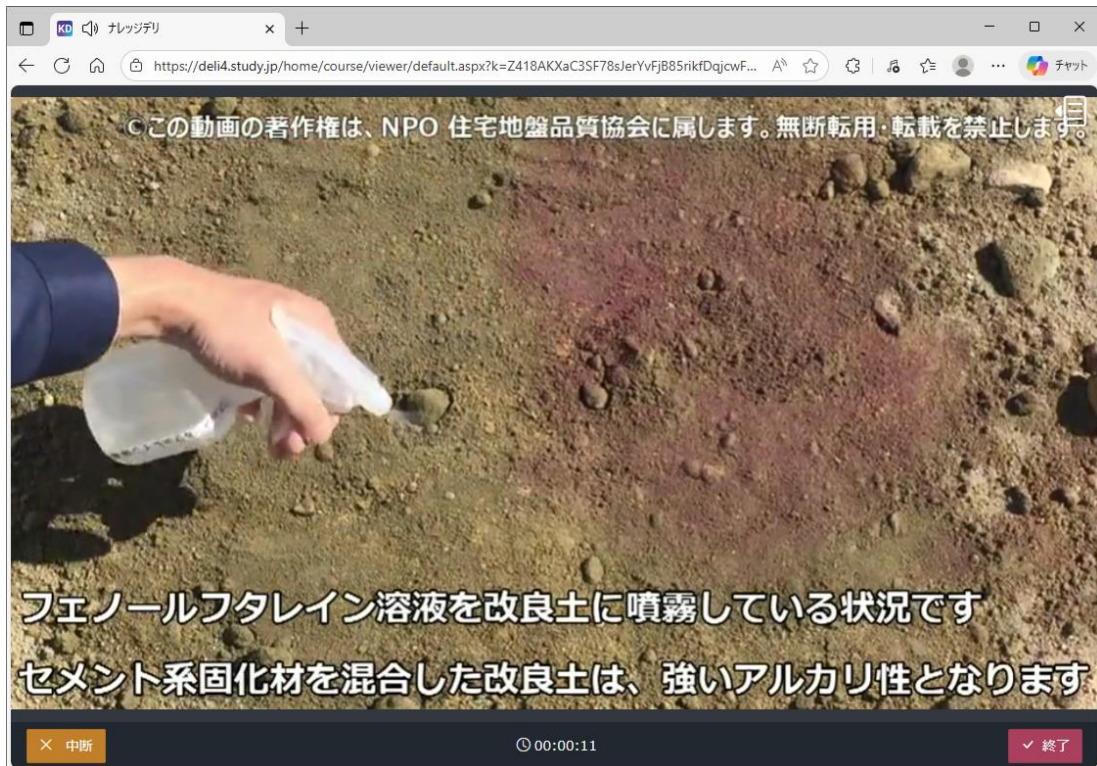 KD ナレッジデリ
https://deli4.study.jp/home/course/viewer/default.aspx?k=Z418AKXaC3SF78sJerYvFjB85rikfDqjcwF...
チャット
©この動画の著作権は、NPO 住宅地盤品質協会に属します。無断転用・転載を禁止します。
フェノールフタレイン溶液を改良土に噴霧している状況です
セメント系固化材を混合した改良土は、強いアルカリ性となります
中断
00:00:11
終了